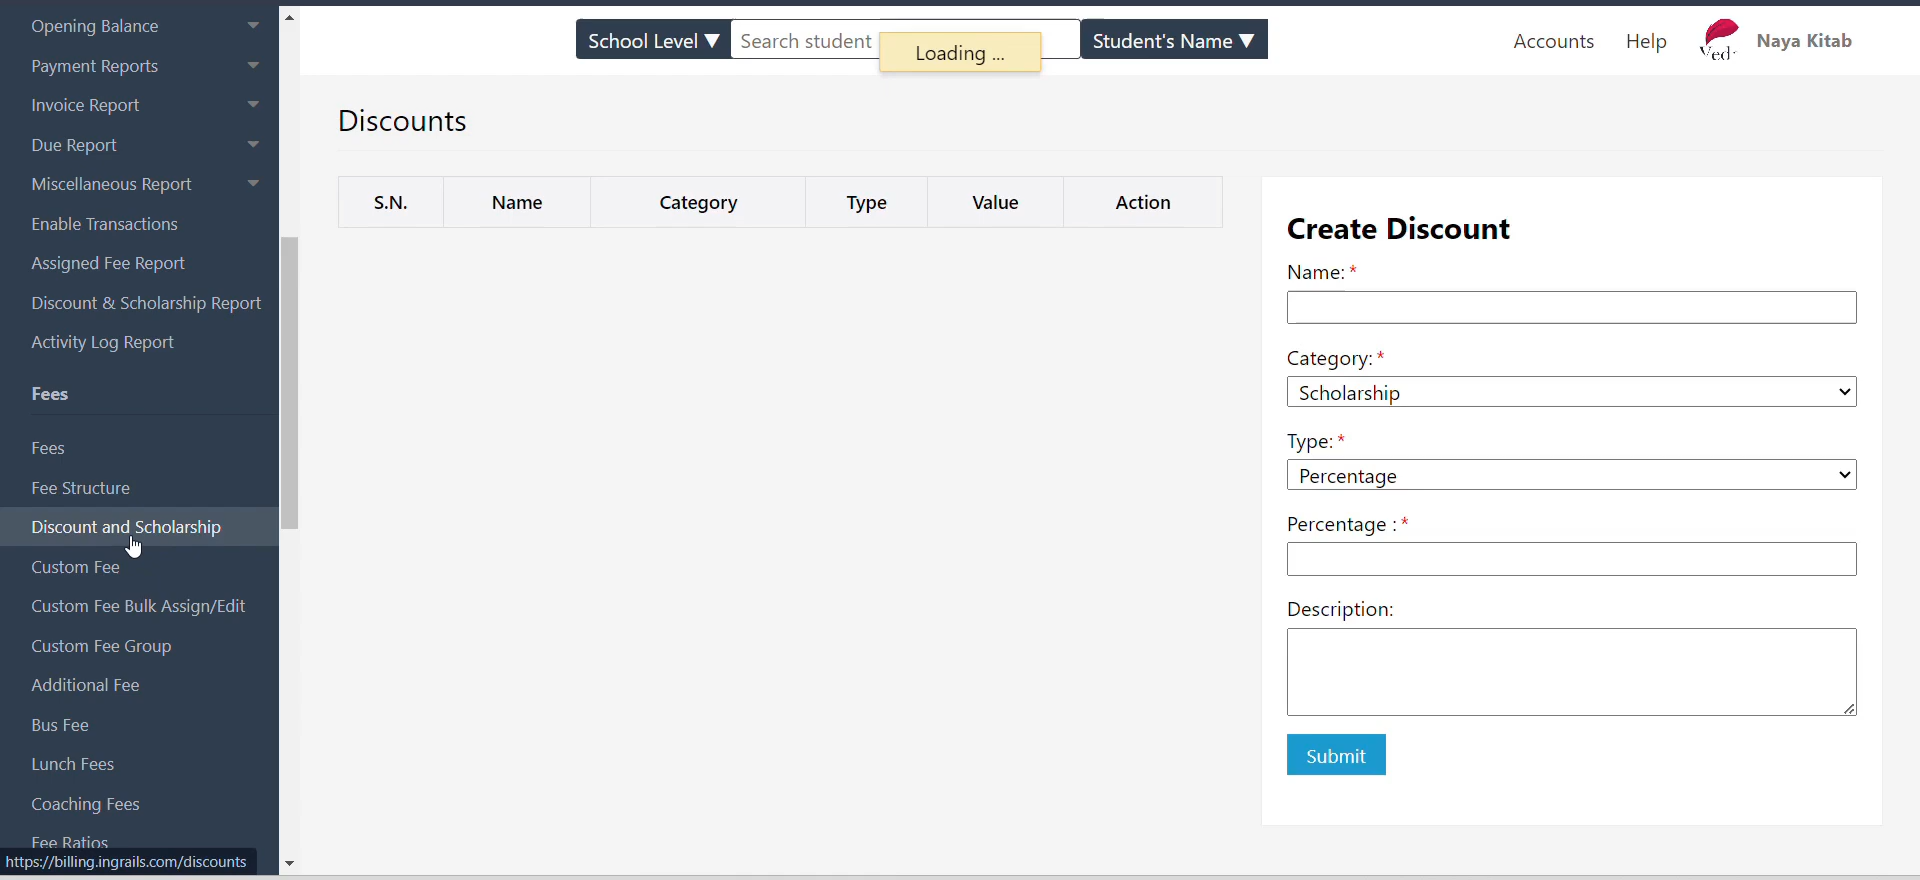 Opening Balance
Payment Reports
Invoice Report
Due Report
Miscellaneous Report
Enable Transactions
Assigned Fee Report
Discount & Scholarship Report
Activity Log Report
Fees
Fees
Fee Structure
Discount and Scholarship
Custom Fee
Custom Fee Bulk Assign/Edit
Custom Fee Group
Additional Fee
Bus Fee
Lunch Fees
Coaching Fees
Fee Ratios
https://billing.ingrails.com/discounts
School Level ▼ Search student Loading ... Student's Name ▼
Accounts Help Naya Kitab
Discounts
S.N. Name Category Type Value Action
Create Discount
Name: *
Category: *
Scholarship
Type: *
Percentage
Percentage : *
Description:
Submit